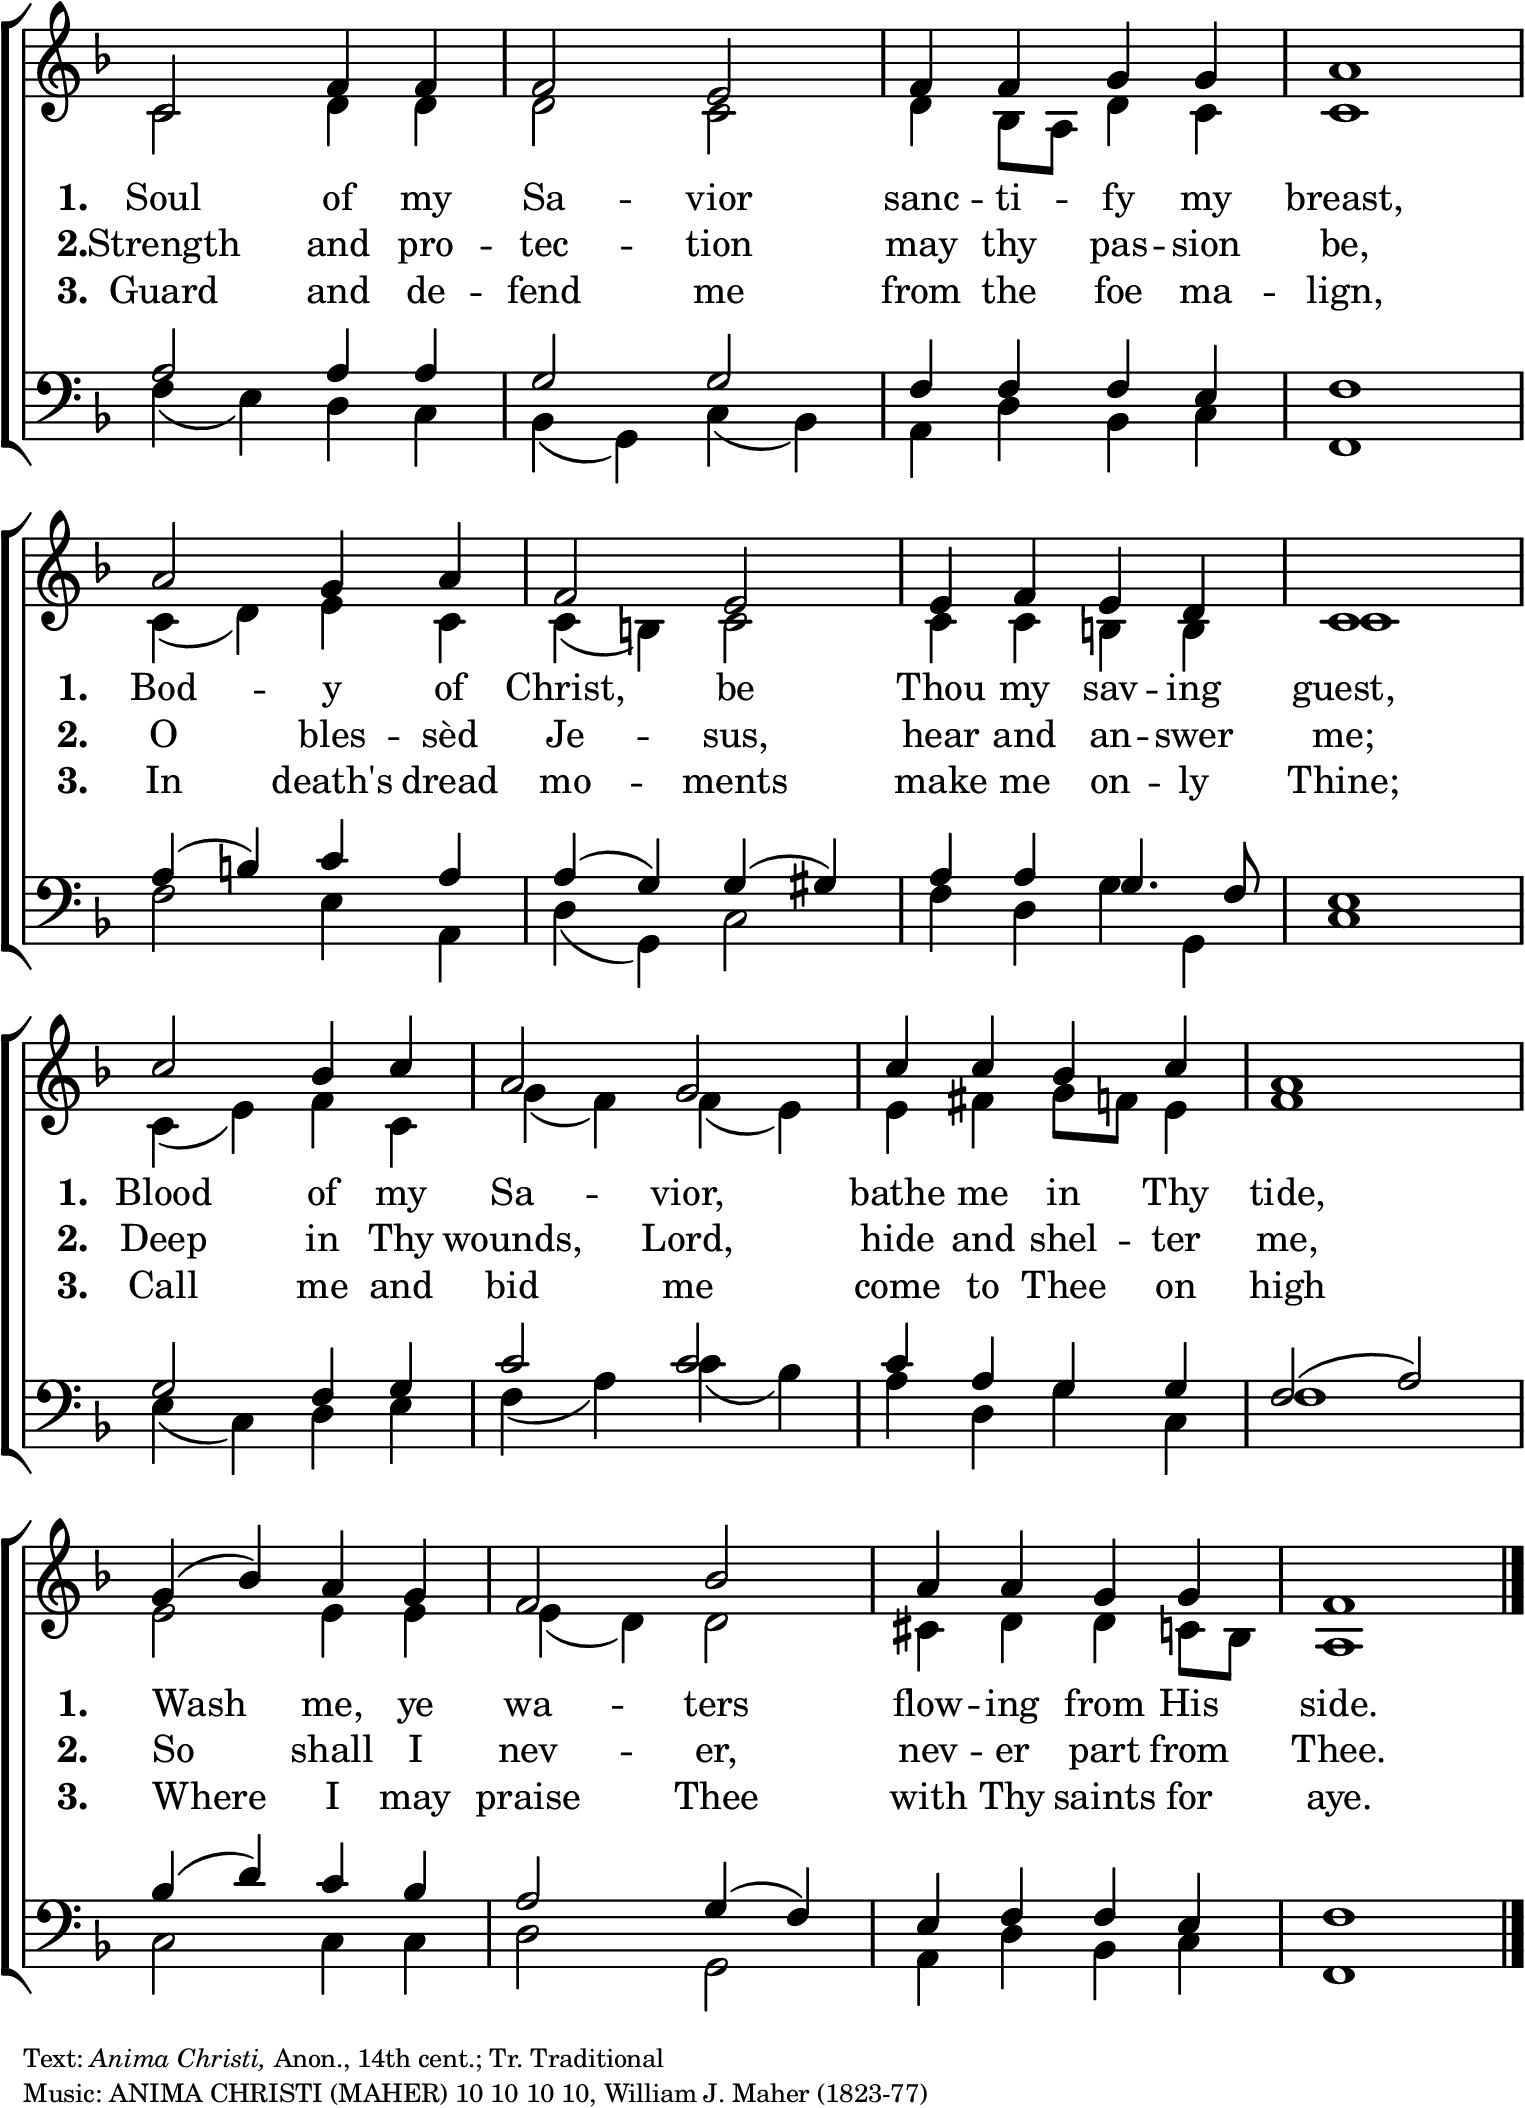 1. Soul of my Sa -- vior sanc -- ti -- fy my breast,
2. Strength and pro -- tec -- tion may thy pas -- sion be,
3. Guard and de -- fend me from the foe ma -- lign,
1. Bod -- y of Christ, be Thou my sav -- ing guest,
2. O bles -- sèd Je -- sus, hear and an -- swer me;
3. In death's dread mo -- ments make me on -- ly Thine;
1. Blood of my Sa -- vior, bathe me in Thy tide,
2. Deep in Thy wounds, Lord, hide and shel -- ter me,
3. Call me and bid me come to Thee on high
1. Wash me, ye wa -- ters flow -- ing from His side.
2. So shall I nev -- er, nev -- er part from Thee.
3. Where I may praise Thee with Thy saints for aye.
Text: Anima Christi, Anon., 14th cent.; Tr. Traditional
Music: ANIMA CHRISTI (MAHER) 10 10 10 10, William J. Maher (1823-77)